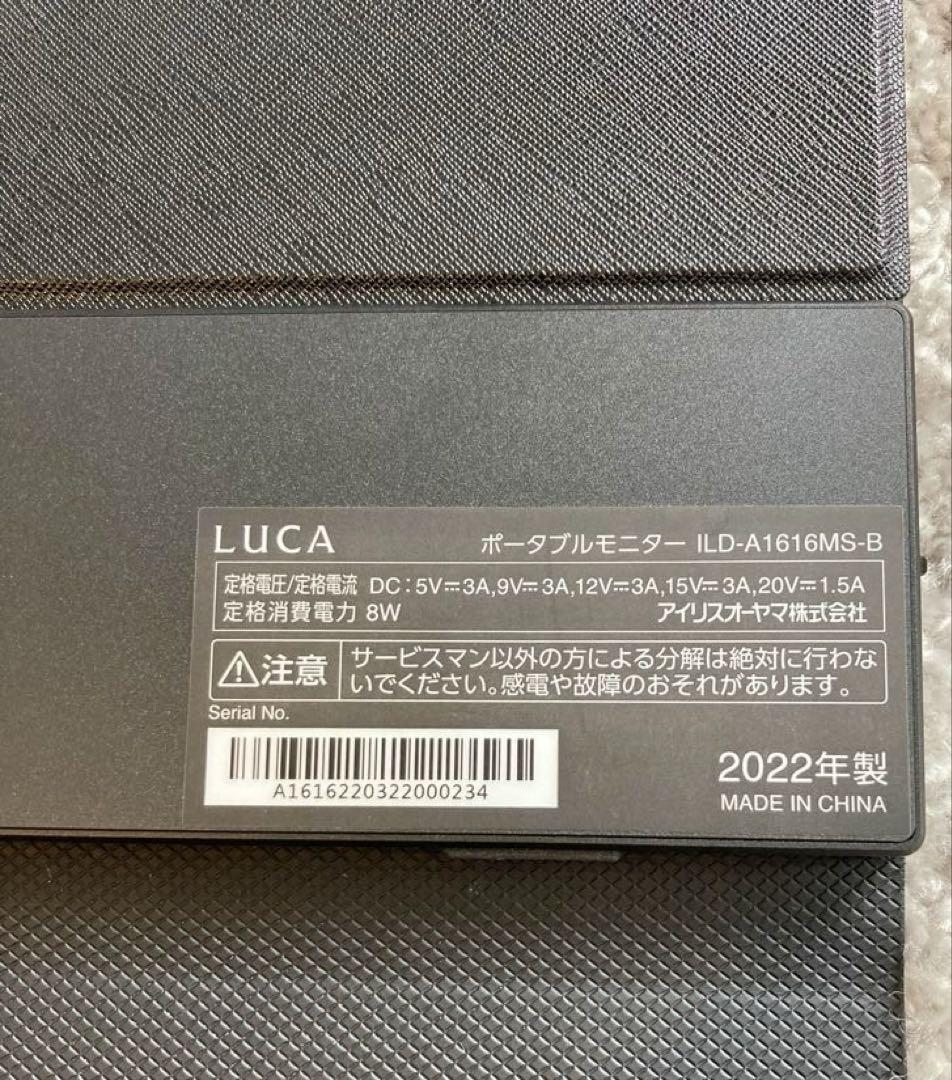 LUCA ポータブルモニター ILD-A1616MS-B
定格電圧/定格電流 DC：5V⎓3A,9V⎓3A,12V⎓3A,15V⎓3A,20V⎓1.5A
定格消費電力 8W アイリスオーヤマ株式会社
注意 サービスマン以外の方による分解は絶対に行わな
いでください。感電や故障のおそれがあります。
Serial No.
A1616220322000234
2022年製
MADE IN CHINA